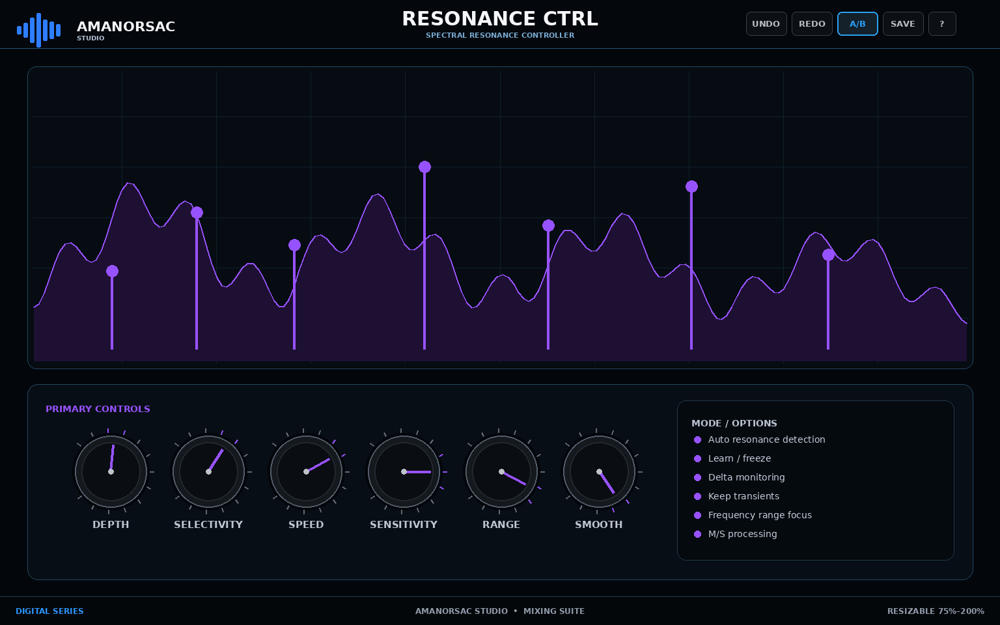 AMANORSAC
STUDIO
RESONANCE CTRL
SPECTRAL RESONANCE CONTROLLER
UNDO REDO A/B SAVE ?
PRIMARY CONTROLS
DEPTH SELECTIVITY SPEED SENSITIVITY RANGE SMOOTH
MODE / OPTIONS
Auto resonance detection
Learn / freeze
Delta monitoring
Keep transients
Frequency range focus
M/S processing
DIGITAL SERIES
AMANORSAC STUDIO • MIXING SUITE
RESIZABLE 75%–200%